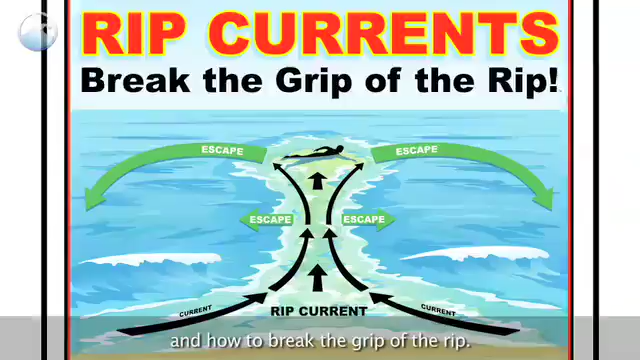 RIP CURRENTS
Break the Grip of the Rip!
ESCAPE
ESCAPE
ESCAPE
ESCAPE
CURRENT
RIP CURRENT
CURRENT
and how to break the grip of the rip.